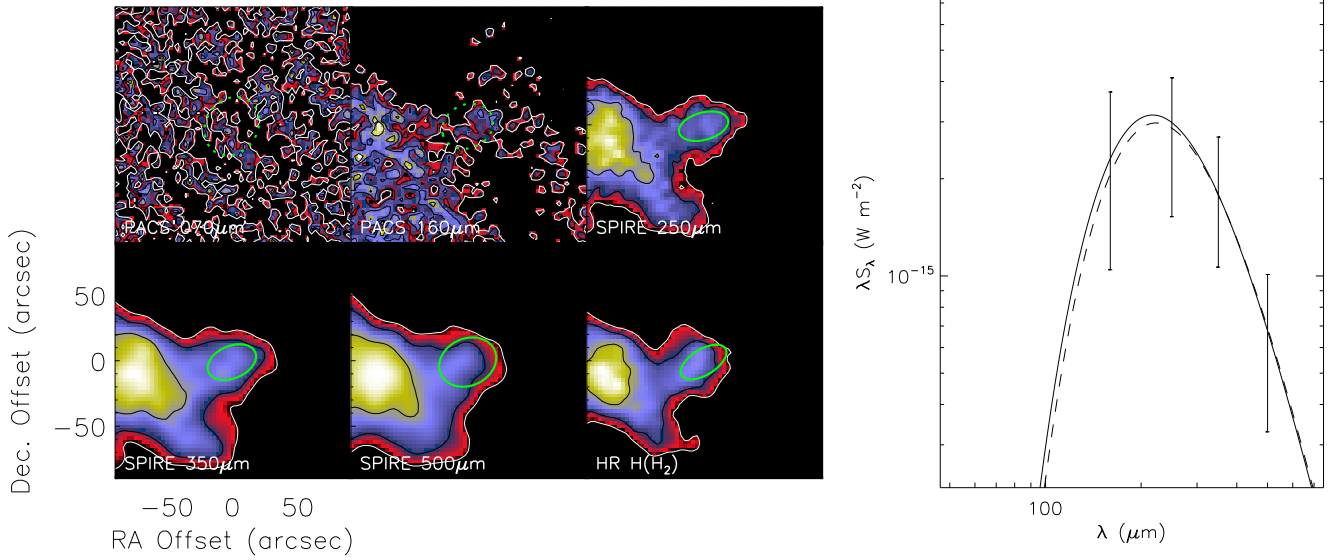 PACS 070μm
PACS 160μm
SPIRE 250μm
SPIRE 350μm
SPIRE 500μm
HR H(H₂)
Dec. Offset (arcsec)
50
0
−50
−50 0 50
RA Offset (arcsec)
λS_λ (W m⁻²)
10⁻¹⁵
100
λ (μm)